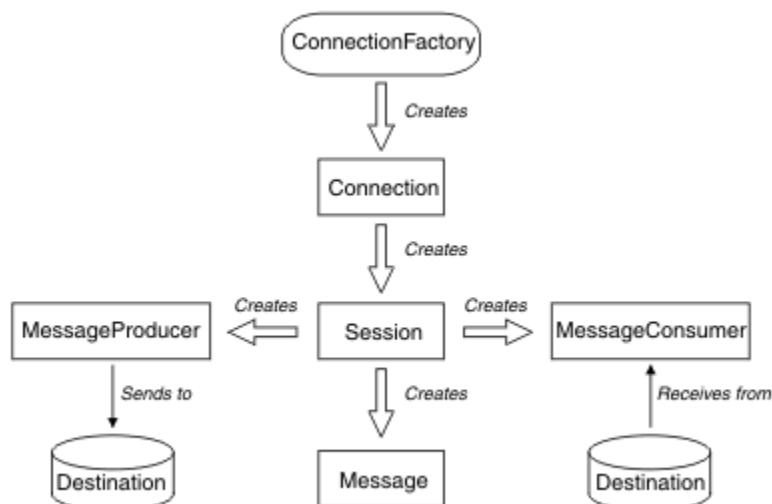 ConnectionFactory
Creates
Connection
Creates
Creates
Creates
MessageProducer
Session
MessageConsumer
Sends to
Creates
Receives from
Destination
Message
Destination